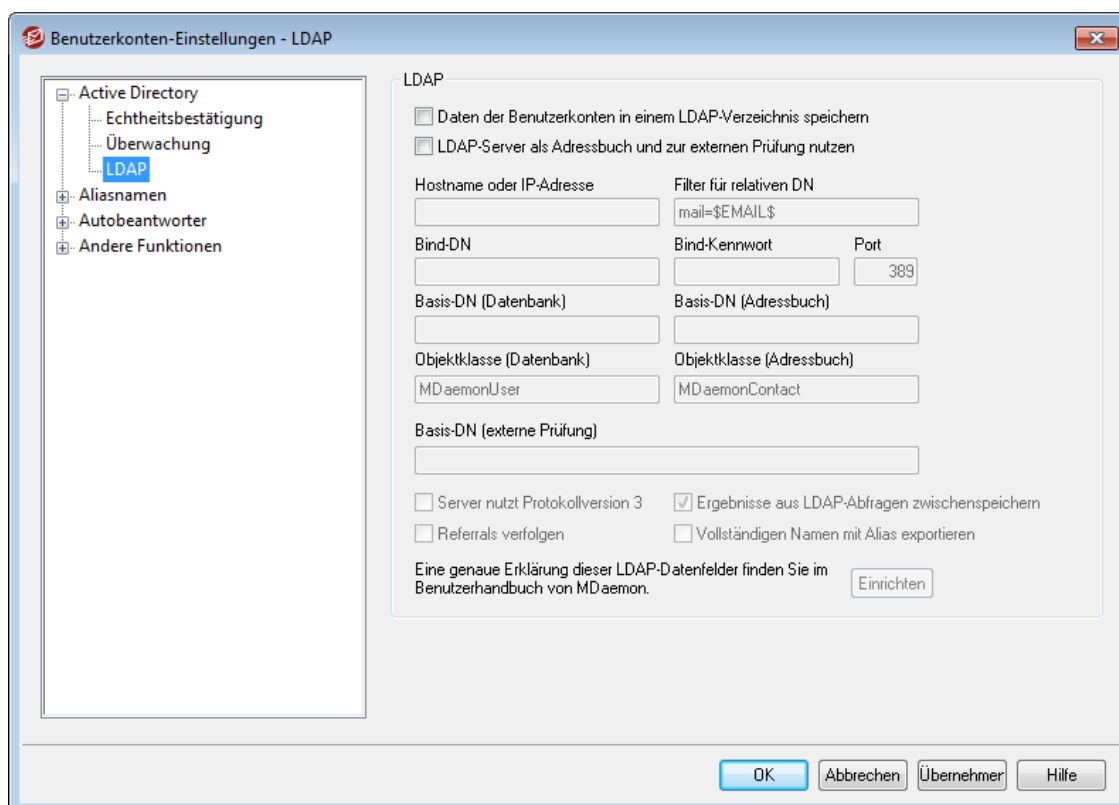 Benutzerkonten-Einstellungen - LDAP
Active Directory
Echtheitsbestätigung
Überwachung
LDAP
Aliasnamen
Autobeantworter
Andere Funktionen
LDAP
Daten der Benutzerkonten in einem LDAP-Verzeichnis speichern
LDAP-Server als Adressbuch und zur externen Prüfung nutzen
Hostname oder IP-Adresse Filter für relativen DN
mail=$EMAIL$
Bind-DN Bind-Kennwort Port
389
Basis-DN (Datenbank) Basis-DN (Adressbuch)
Objektklasse (Datenbank) Objektklasse (Adressbuch)
MDaemonUser MDaemonContact
Basis-DN (externe Prüfung)
Server nutzt Protokollversion 3 Ergebnisse aus LDAP-Abfragen zwischenspeichern
Referrals verfolgen Vollständigen Namen mit Alias exportieren
Eine genaue Erklärung dieser LDAP-Datenfelder finden Sie im
Benutzerhandbuch von MDaemon.
Einrichten
OK Abbrechen Übernehmer Hilfe